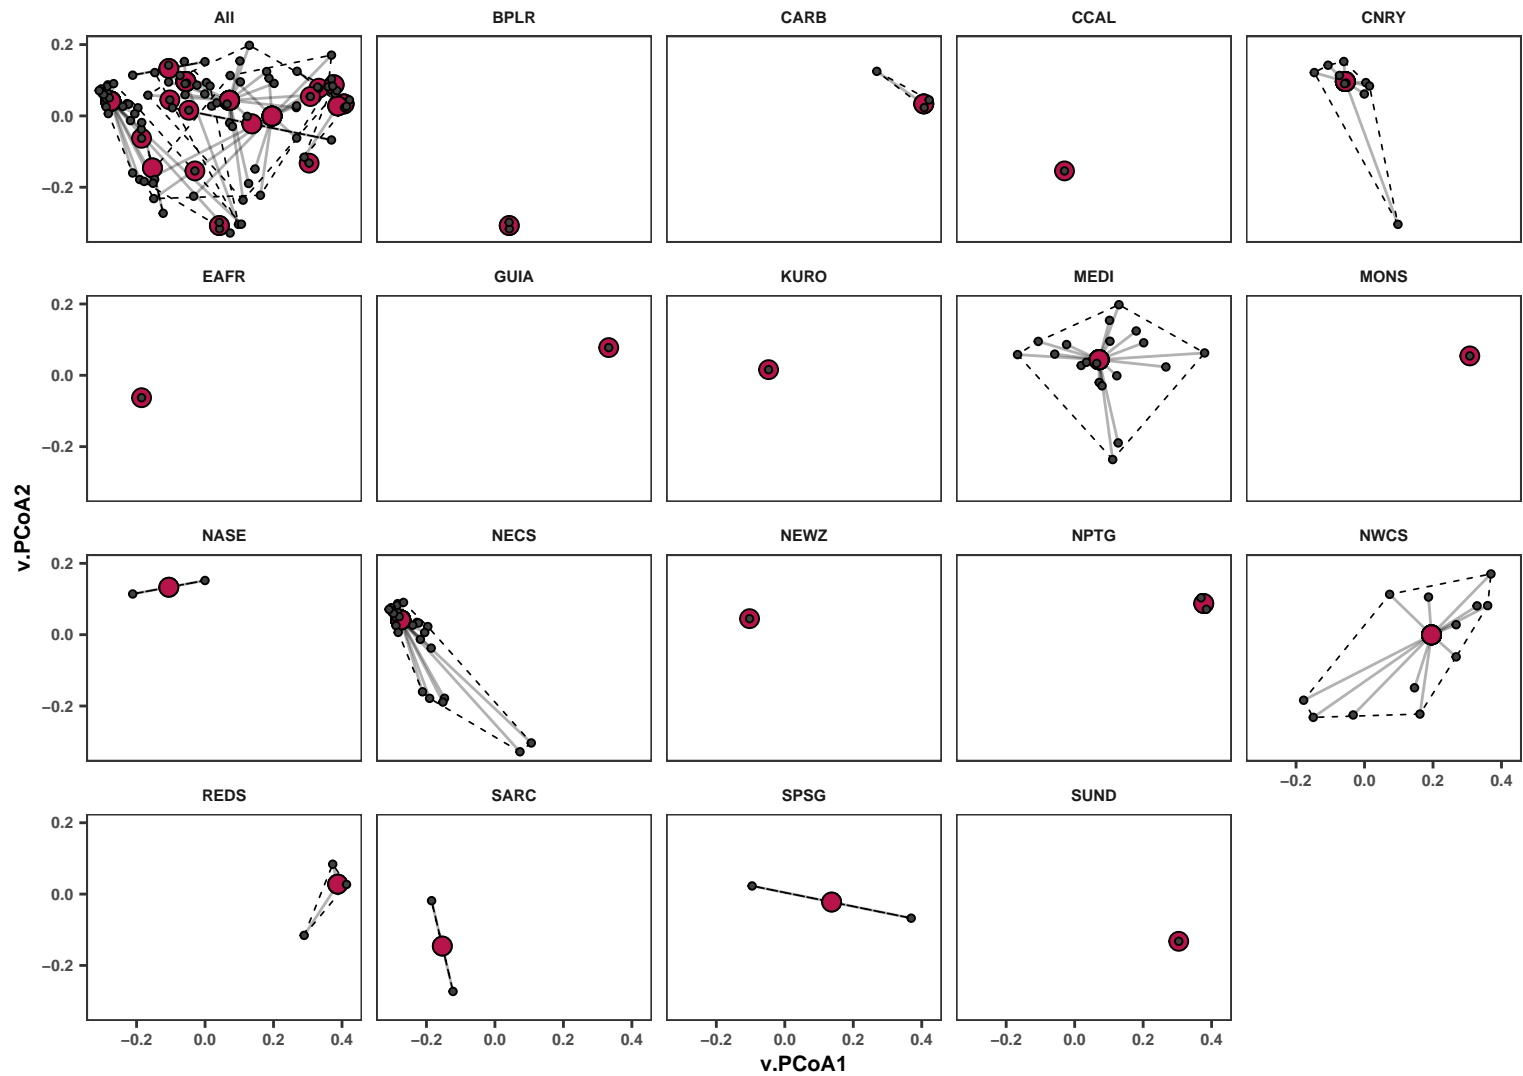 All BPLR CARB CCAL CNRY
0.2
0.0
−0.2
EAFR GUIA KURO MEDI MONS
0.2
0.0
−0.2
v.PCoA2
NASE NECS NEWZ NPTG NWCS
0.2
0.0
−0.2
−0.2 0.0 0.2 0.4
REDS SARC SPSG SUND
0.2
0.0
−0.2
−0.2 0.0 0.2 0.4 −0.2 0.0 0.2 0.4 −0.2 0.0 0.2 0.4 −0.2 0.0 0.2 0.4
v.PCoA1